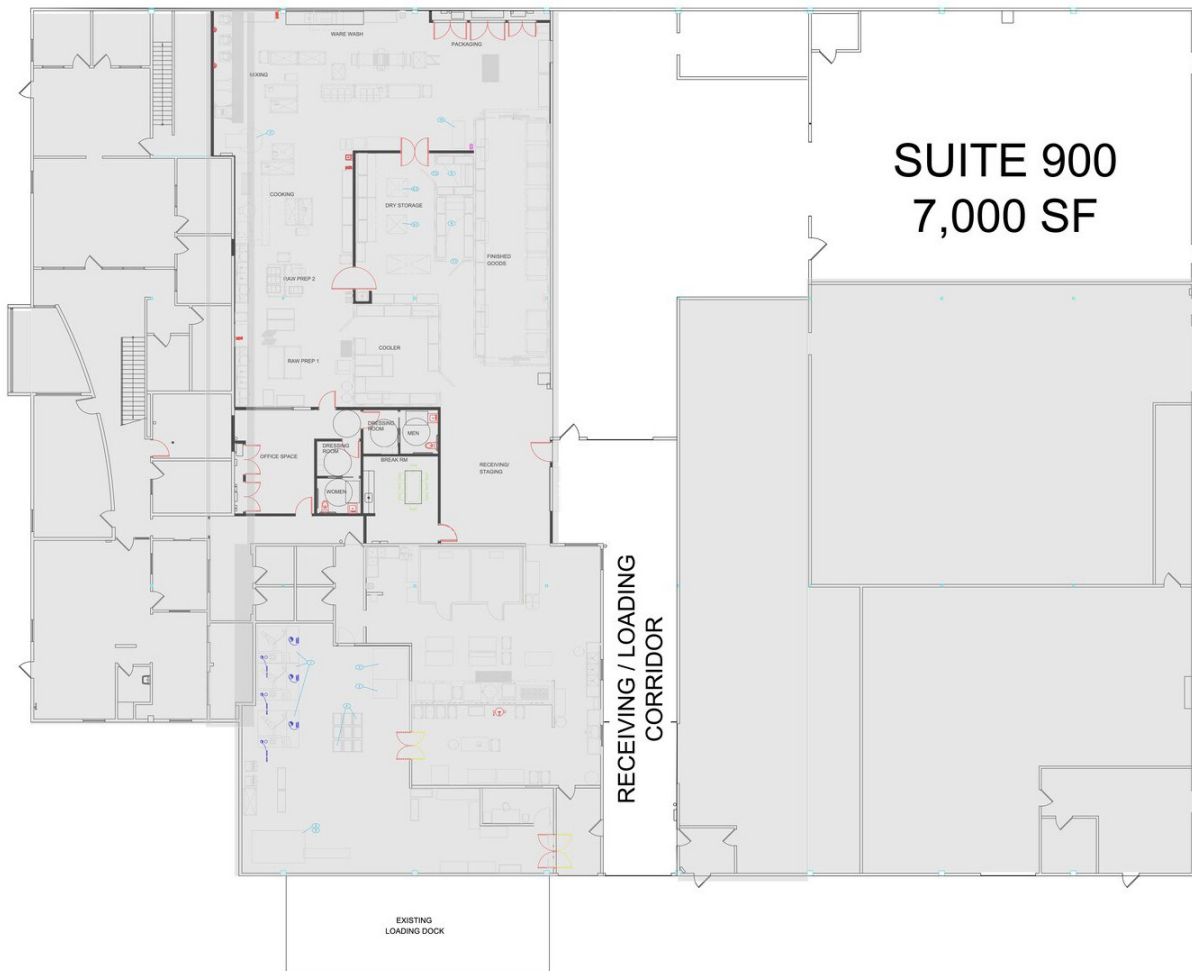 WARE WASH
PACKAGING
MIXING
SUITE 900
7,000 SF
COOKING
DRY STORAGE
FINISHED
GOODS
RAW PREP 2
COOLER
RAW PREP 1
DRESSING
ROOM
MEN
DRESSING
ROOM
OFFICE SPACE
BREAK RM
RECEIVING/
STAGING
WOMEN
RECEIVING / LOADING
CORRIDOR
EXISTING
LOADING DOCK